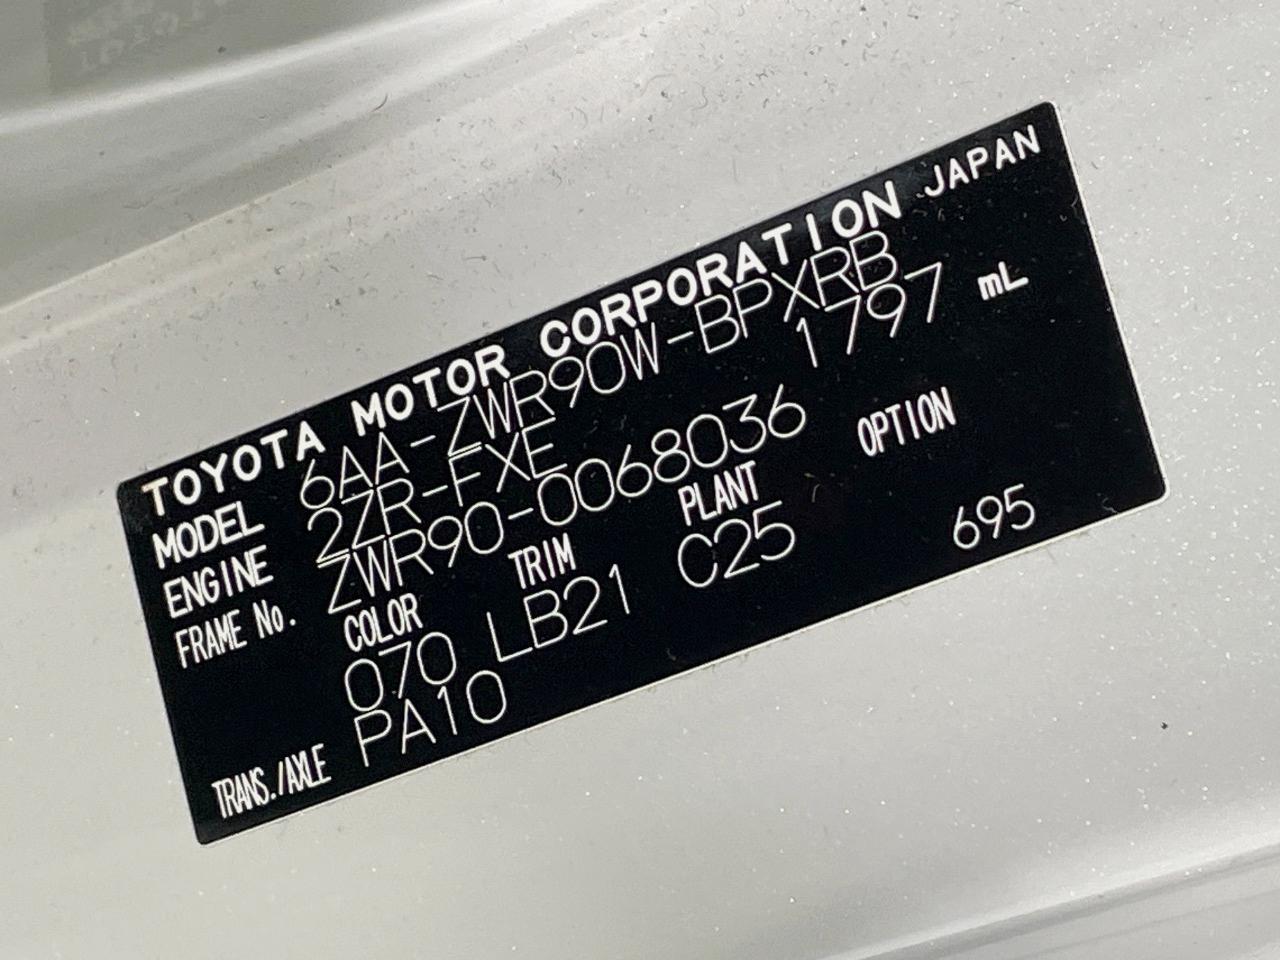 TOYOTA MOTOR CORPORATION JAPAN
MODEL 6AA-ZWR90W-BPXRB
ENGINE 2ZR-FXE 1797 mL
FRAME No. ZWR90-0068036
COLOR TRIM PLANT OPTION
070 LB21 C25 695
TRANS./AXLE PA10